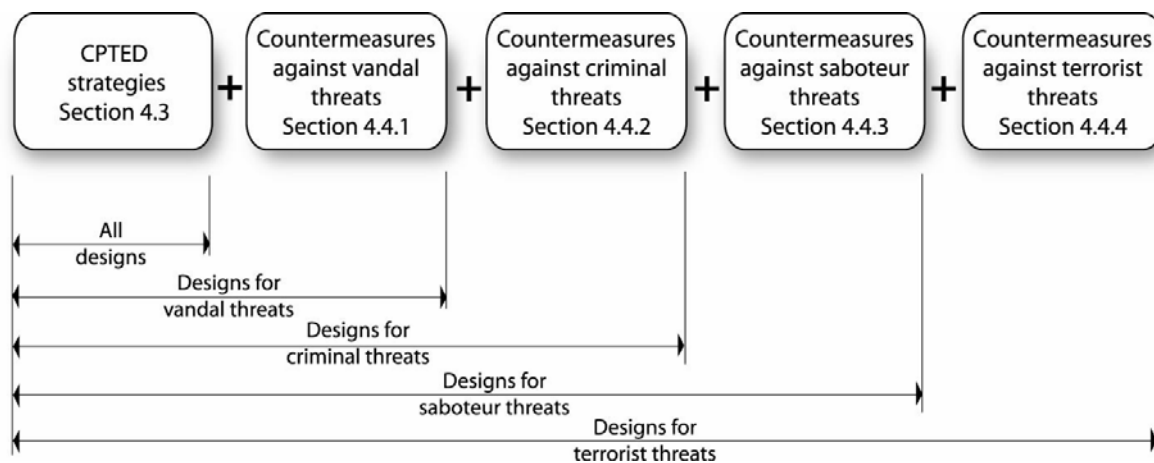 CPTED
strategies
Section 4.3
+
Countermeasures
against vandal
threats
Section 4.4.1
+
Countermeasures
against criminal
threats
Section 4.4.2
+
Countermeasures
against saboteur
threats
Section 4.4.3
+
Countermeasures
against terrorist
threats
Section 4.4.4
All
designs
Designs for
vandal threats
Designs for
criminal threats
Designs for
saboteur threats
Designs for
terrorist threats